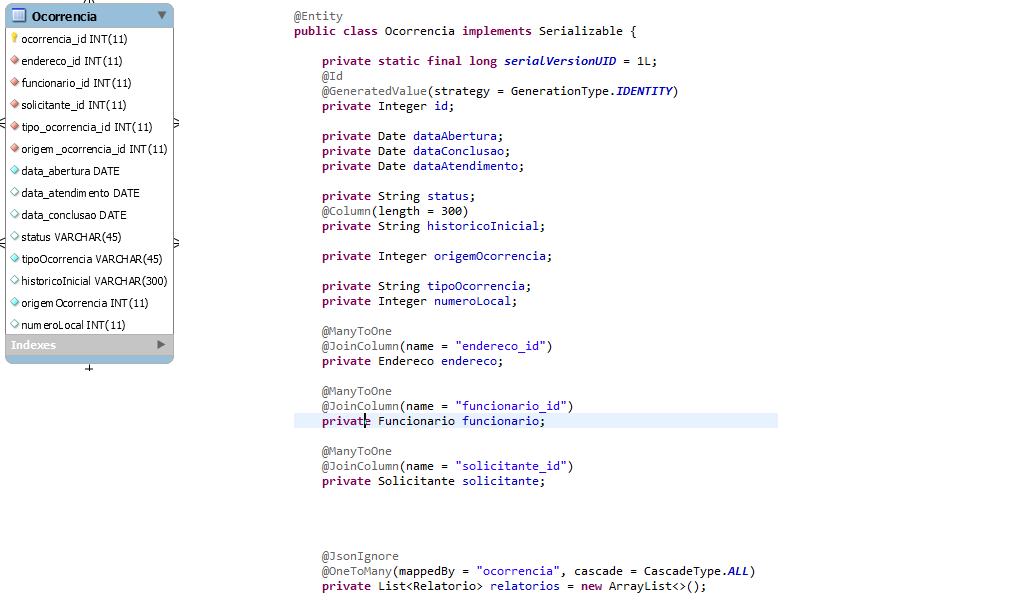 Ocorrencia
ocorrencia_id INT(11)
endereco_id INT(11)
funcionario_id INT(11)
solicitante_id INT(11)
tipo_ocorrencia_id INT(11)
origem _ocorrencia_id INT(11)
data_abertura DATE
data_atendimento DATE
data_conclusao DATE
status VARCHAR(45)
tipoOcorrencia VARCHAR(45)
historicoInicial VARCHAR(300)
origemOcorrencia INT(11)
numeroLocal INT(11)
Indexes
@Entity
public class Ocorrencia implements Serializable {
private static final long serialVersionUID = 1L;
@Id
@GeneratedValue(strategy = GenerationType.IDENTITY)
private Integer id;
private Date dataAbertura;
private Date dataConclusao;
private Date dataAtendimento;
private String status;
@Column(length = 300)
private String historicoInicial;
private Integer origemOcorrencia;
private String tipoOcorrencia;
private Integer numeroLocal;
@ManyToOne
@JoinColumn(name = "endereco_id")
private Endereco endereco;
@ManyToOne
@JoinColumn(name = "funcionario_id")
private Funcionario funcionario;
@ManyToOne
@JoinColumn(name = "solicitante_id")
private Solicitante solicitante;
@JsonIgnore
@OneToMany(mappedBy = "ocorrencia", cascade = CascadeType.ALL)
private List<Relatorio> relatorios = new ArrayList<>();